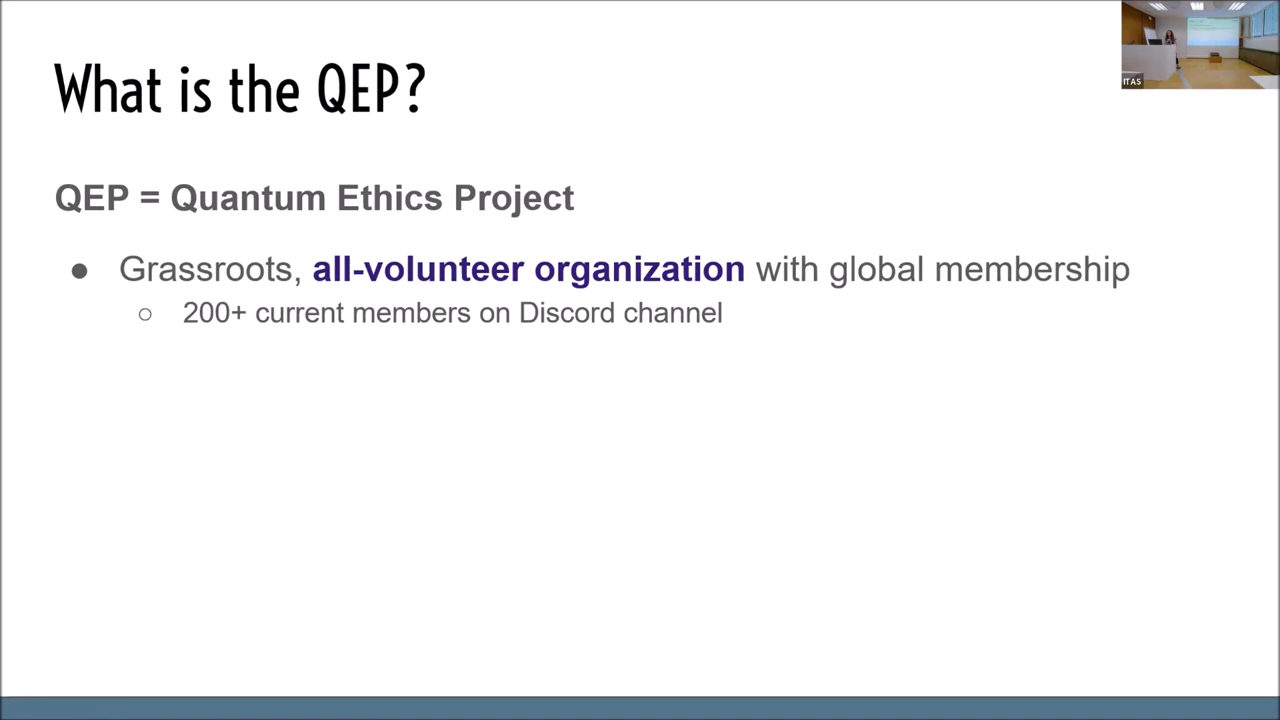 What is the QEP?
QEP = Quantum Ethics Project
● Grassroots, all-volunteer organization with global membership
○ 200+ current members on Discord channel
ITAS